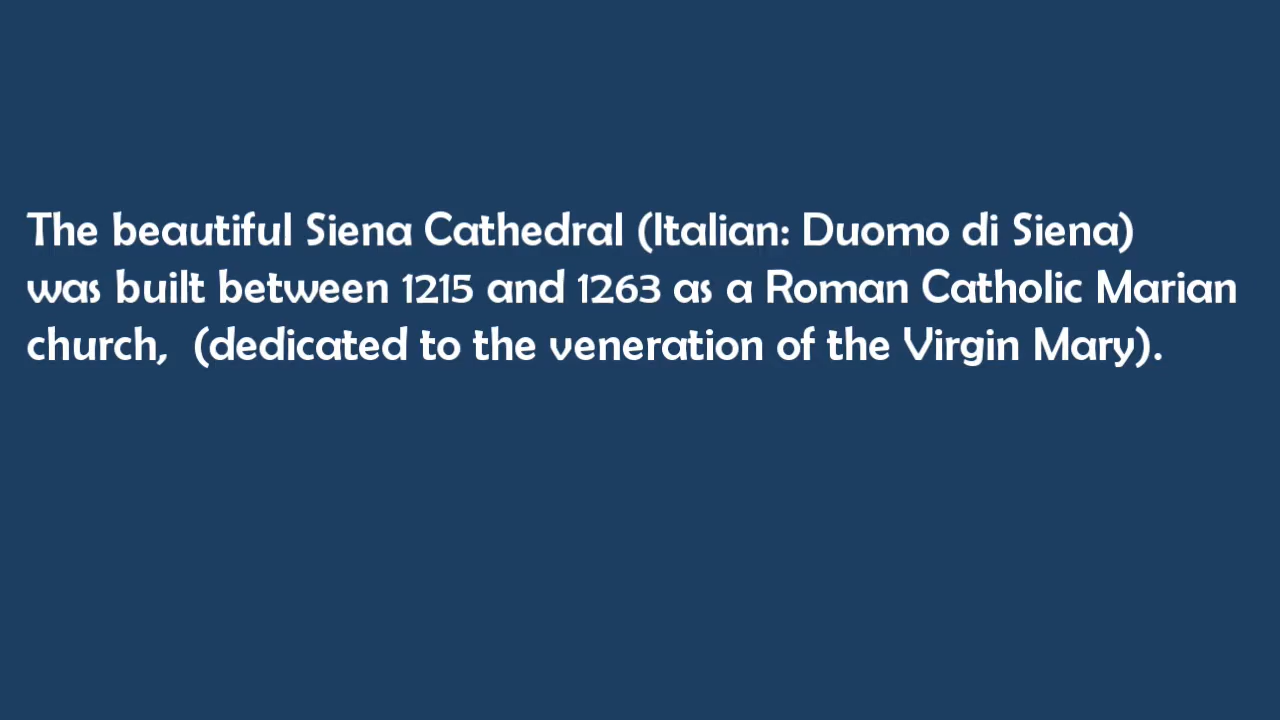 The beautiful Siena Cathedral (Italian: Duomo di Siena)
was built between 1215 and 1263 as a Roman Catholic Marian
church,  (dedicated to the veneration of the Virgin Mary).